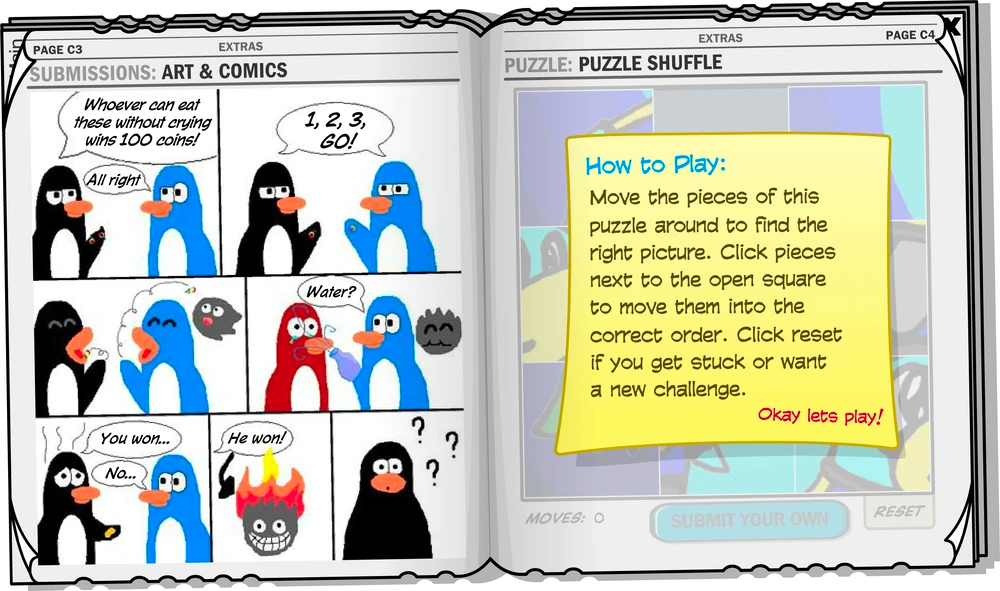 PAGE C3
EXTRAS
SUBMISSIONS: ART & COMICS
Whoever can eat
these without crying
wins 100 coins!
All right
1, 2, 3,
GO!
Water?
You won...
No...
He won!
? ? ?
EXTRAS
PAGE C4
X
PUZZLE: PUZZLE SHUFFLE
How to Play:
Move the pieces of this
puzzle around to find the
right picture. Click pieces
next to the open square
to move them into the
correct order. Click reset
if you get stuck or want
a new challenge.
Okay lets play!
MOVES: 0
SUBMIT YOUR OWN
RESET